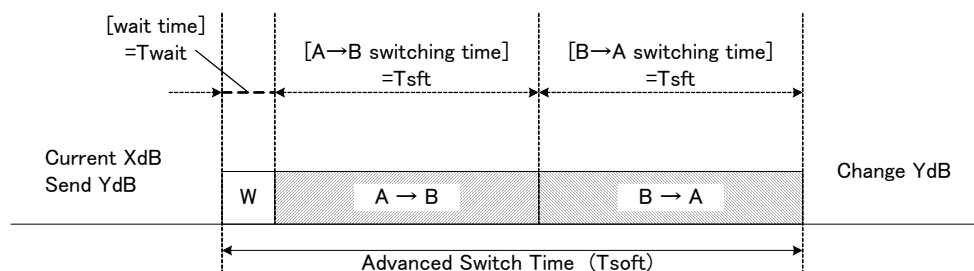 [wait time]
=Twait
[A→B switching time]
=Tsft
[B→A switching time]
=Tsft
Current XdB
Send YdB
W
A → B
B → A
Change YdB
Advanced Switch Time (Tsoft)